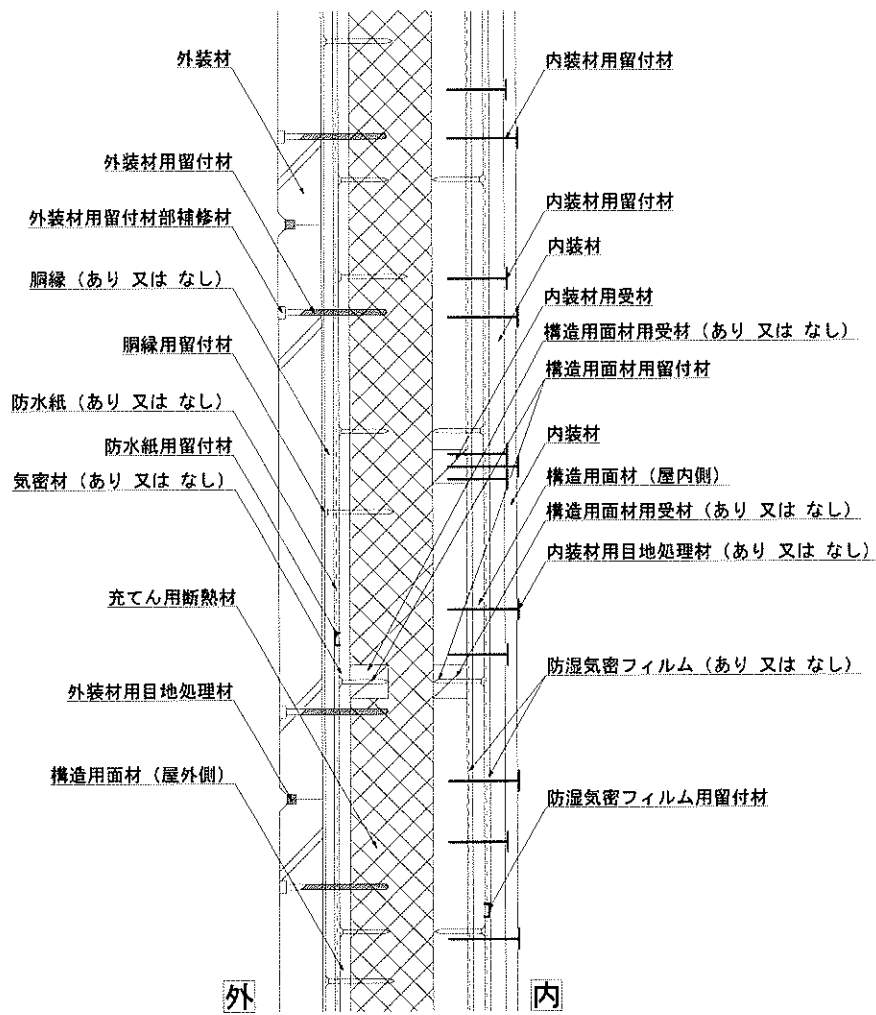 外装材
外装材用留付材
外装材用留付材部補修材
胴縁（あり 又は なし）
胴縁用留付材
防水紙（あり 又は なし）
防水紙用留付材
気密材（あり 又は なし）
充てん用断熱材
外装材用目地処理材
構造用面材（屋外側）
外
内装材用留付材
内装材用留付材
内装材
内装材用受材
構造用面材用受材（あり 又は なし）
構造用面材用留付材
内装材
構造用面材（屋内側）
構造用面材用受材（あり 又は なし）
内装材用目地処理材（あり 又は なし）
防湿気密フィルム（あり 又は なし）
防湿気密フィルム用留付材
内